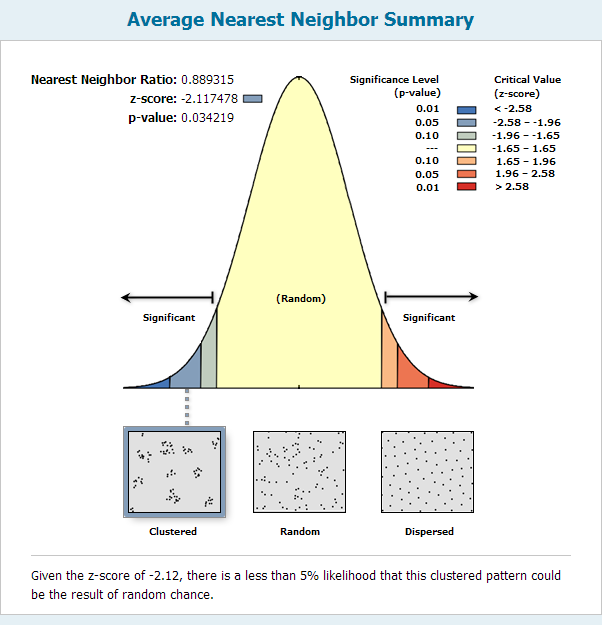 Average Nearest Neighbor Summary
Nearest Neighbor Ratio: 0.889315
z-score: -2.117478
p-value: 0.034219
Significance Level (p-value)
Critical Value (z-score)
0.01 < -2.58
0.05 -2.58 – -1.96
0.10 -1.96 – -1.65
--- -1.65 – 1.65
0.10 1.65 – 1.96
0.05 1.96 – 2.58
0.01 > 2.58
(Random)
Significant
Significant
Clustered
Random
Dispersed
Given the z-score of -2.12, there is a less than 5% likelihood that this clustered pattern could
be the result of random chance.